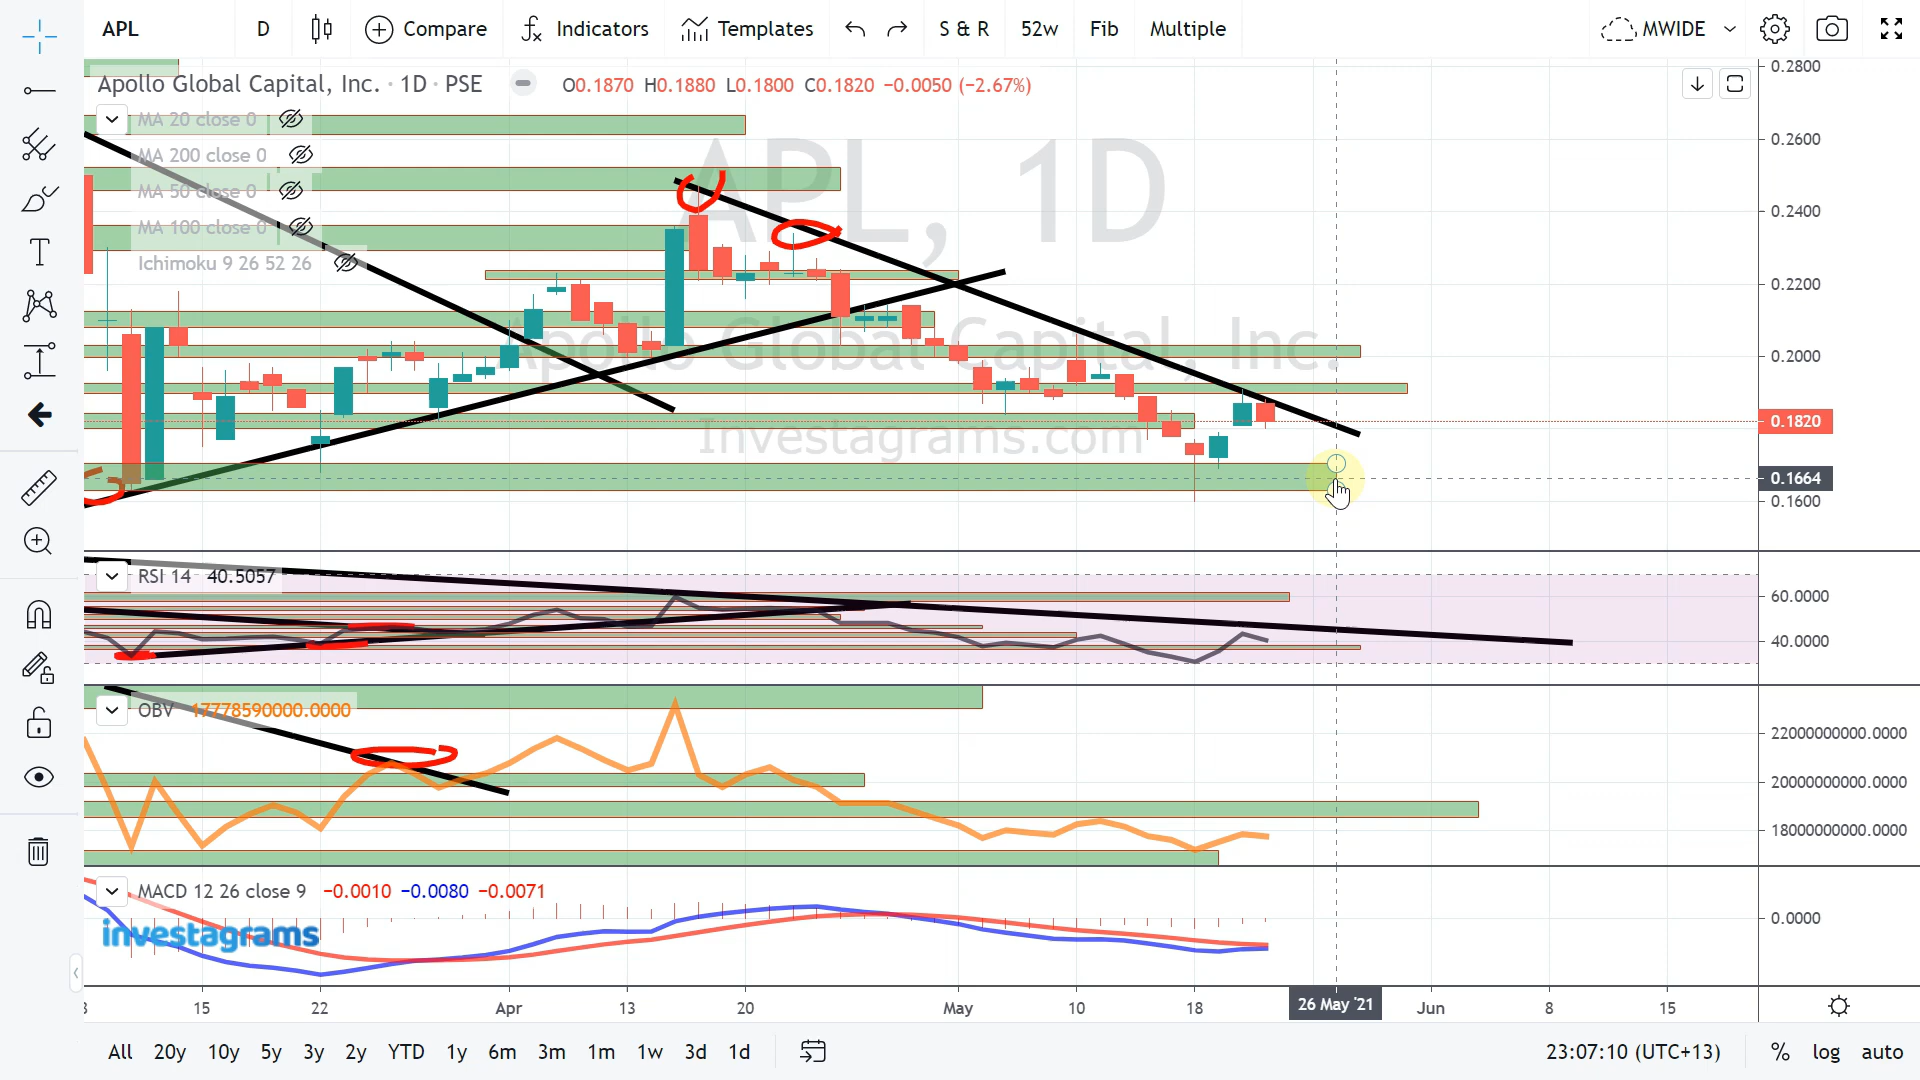 APL D Compare Indicators Templates S & R 52w Fib Multiple MWIDE
Apollo Global Capital, Inc. · 1D · PSE O0.1870 H0.1880 L0.1800 C0.1820 −0.0050 (−2.67%)
MA 20 close 0
MA 200 close 0
MA 50 close 0
MA 100 close 0
Ichimoku 9 26 52 26
APL, 1D
Apollo Global Capital, Inc.
Investagrams.com
0.2800
0.2600
0.2400
0.2200
0.2000
0.1820
0.1664
0.1600
RSI 14 40.5057
60.0000
40.0000
OBV 17778590000.0000
22000000000.0000
20000000000.0000
18000000000.0000
MACD 12 26 close 9 −0.0010 −0.0080 −0.0071
0.0000
investagrams
15 22 Apr 13 20 May 10 18 26 May '21 Jun 8 15
All 20y 10y 5y 3y 2y YTD 1y 6m 3m 1m 1w 3d 1d 23:07:10 (UTC+13) % log auto